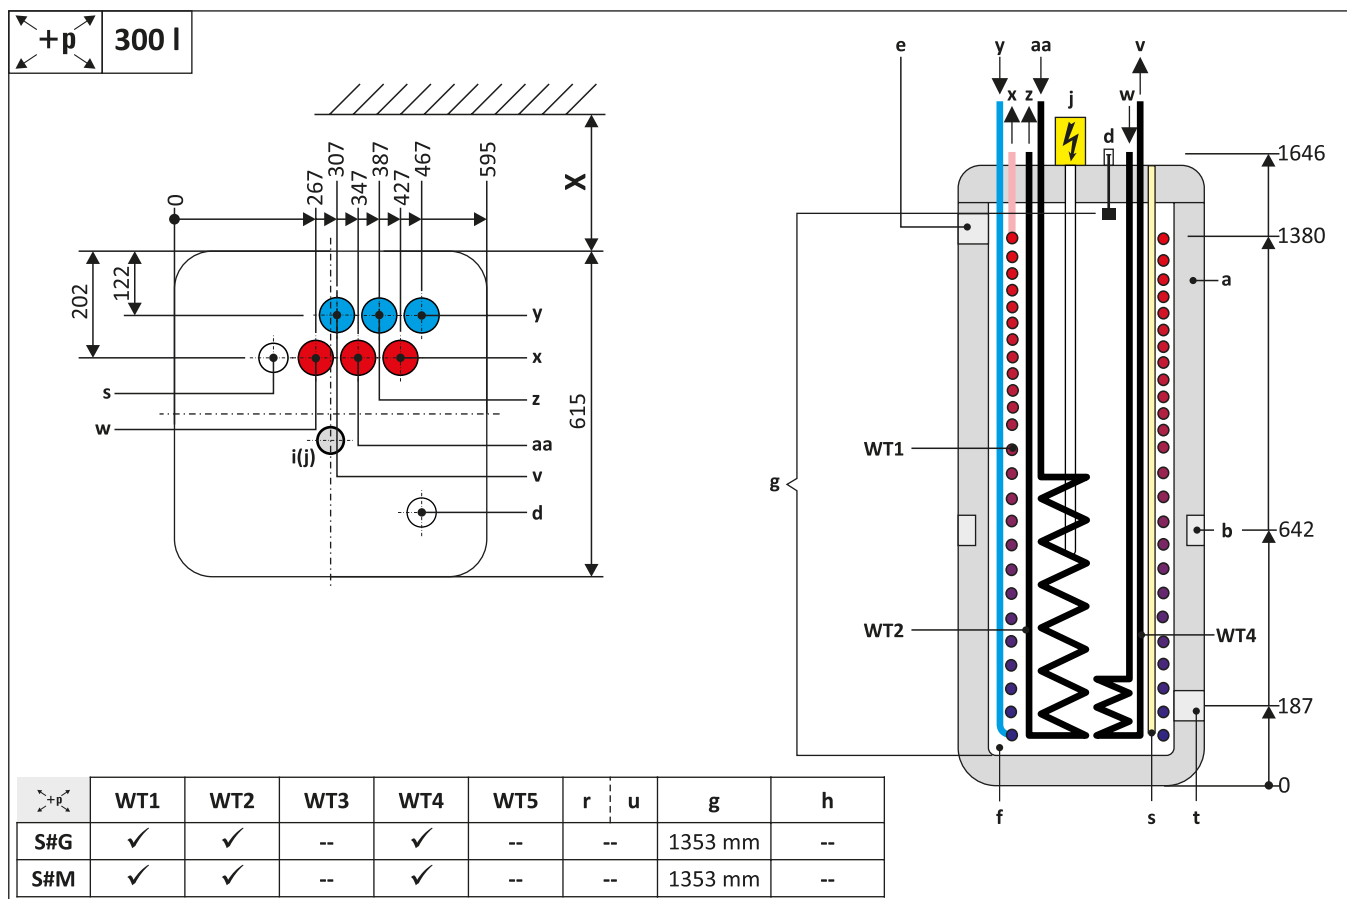 +p 300 l
0
267
307
347
387
427
467
595
X
202
122
615
y
x
s
z
w
aa
i(j)
v
d
e
y
aa
v
x
z
j
w
d
1646
1380
a
WT1
g
b
642
WT2
WT4
187
0
f
s
t
+p WT1 WT2 WT3 WT4 WT5 r u g h
S#G ✓ ✓ -- ✓ -- -- 1353 mm --
S#M ✓ ✓ -- ✓ -- -- 1353 mm --